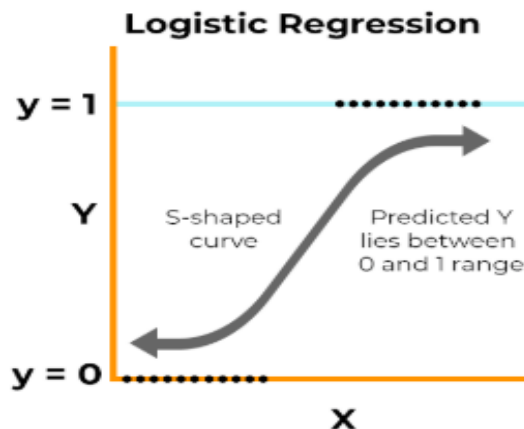 Logistic Regression
y = 1
Y
S-shaped
curve
Predicted Y
lies between
0 and 1 range
y = 0
X